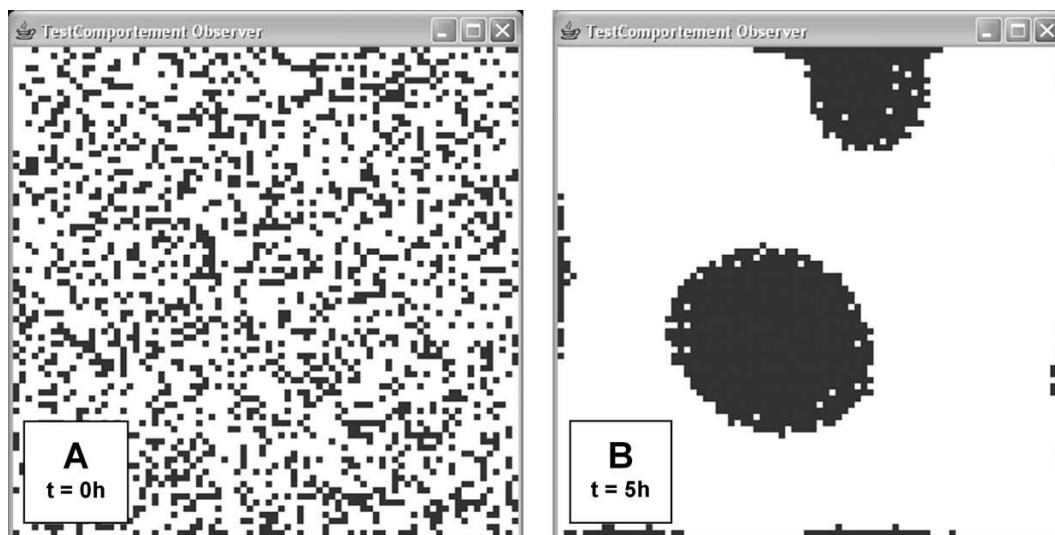 TestComportement Observer
A
t = 0h
TestComportement Observer
B
t = 5h